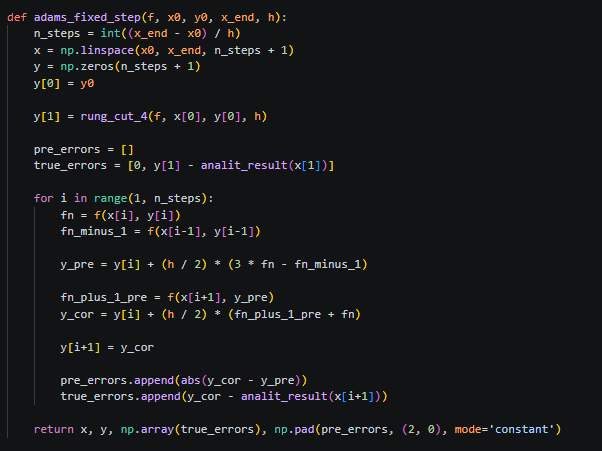 def adams_fixed_step(f, x0, y0, x_end, h):
    n_steps = int((x_end - x0) / h)
    x = np.linspace(x0, x_end, n_steps + 1)
    y = np.zeros(n_steps + 1)
    y[0] = y0

    y[1] = rung_cut_4(f, x[0], y[0], h)

    pre_errors = []
    true_errors = [0, y[1] - analit_result(x[1])]

    for i in range(1, n_steps):
        fn = f(x[i], y[i])
        fn_minus_1 = f(x[i-1], y[i-1])

        y_pre = y[i] + (h / 2) * (3 * fn - fn_minus_1)

        fn_plus_1_pre = f(x[i+1], y_pre)
        y_cor = y[i] + (h / 2) * (fn_plus_1_pre + fn)

        y[i+1] = y_cor

        pre_errors.append(abs(y_cor - y_pre))
        true_errors.append(y_cor - analit_result(x[i+1]))

    return x, y, np.array(true_errors), np.pad(pre_errors, (2, 0), mode='constant')